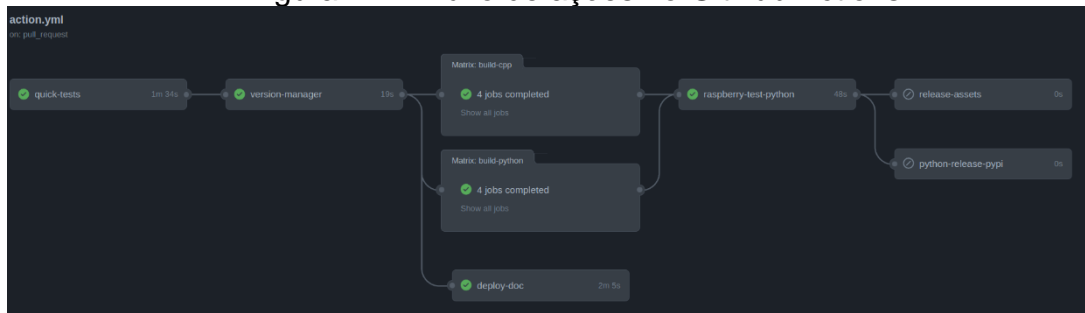 action.yml
on: pull_request
quick-tests 1m 34s
version-manager 19s
Matrix: build-cpp
4 jobs completed
Show all jobs
Matrix: build-python
4 jobs completed
Show all jobs
deploy-doc 2m 5s
raspberry-test-python 48s
release-assets 0s
python-release-pypi 0s